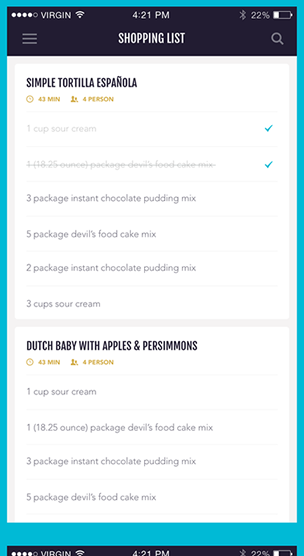 VIRGIN 4:21 PM 22%
SHOPPING LIST
SIMPLE TORTILLA ESPAÑOLA
43 MIN 4 PERSON
1 cup sour cream
1 (18.25 ounce) package devil's food cake mix
3 package instant chocolate pudding mix
5 package devil's food cake mix
2 package instant chocolate pudding mix
3 cups sour cream
DUTCH BABY WITH APPLES & PERSIMMONS
43 MIN 4 PERSON
1 cup sour cream
1 (18.25 ounce) package devil's food cake mix
3 package instant chocolate pudding mix
5 package devil's food cake mix
VIRGIN 4:21 PM 22%